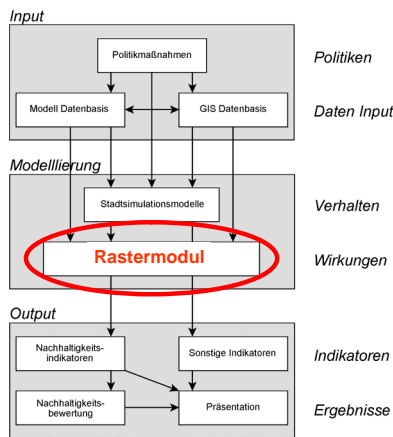 Input
Politikmaßnahmen
Politiken
Modell Datenbasis
GIS Datenbasis
Daten Input
Modelllierung
Stadtsimulationsmodelle
Verhalten
Rastermodul
Wirkungen
Output
Nachhaltigkeits-
indikatoren
Sonstige Indikatoren
Indikatoren
Nachhaltigkeits-
bewertung
Präsentation
Ergebnisse